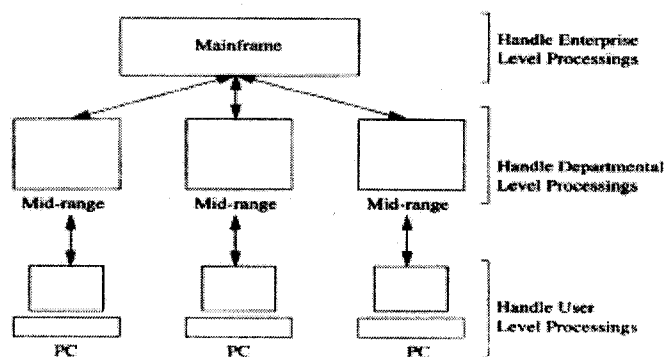 Mainframe
Handle Enterprise
Level Processings
Handle Departmental
Level Processings
Mid-range
Mid-range
Mid-range
Handle User
Level Processings
PC
PC
PC